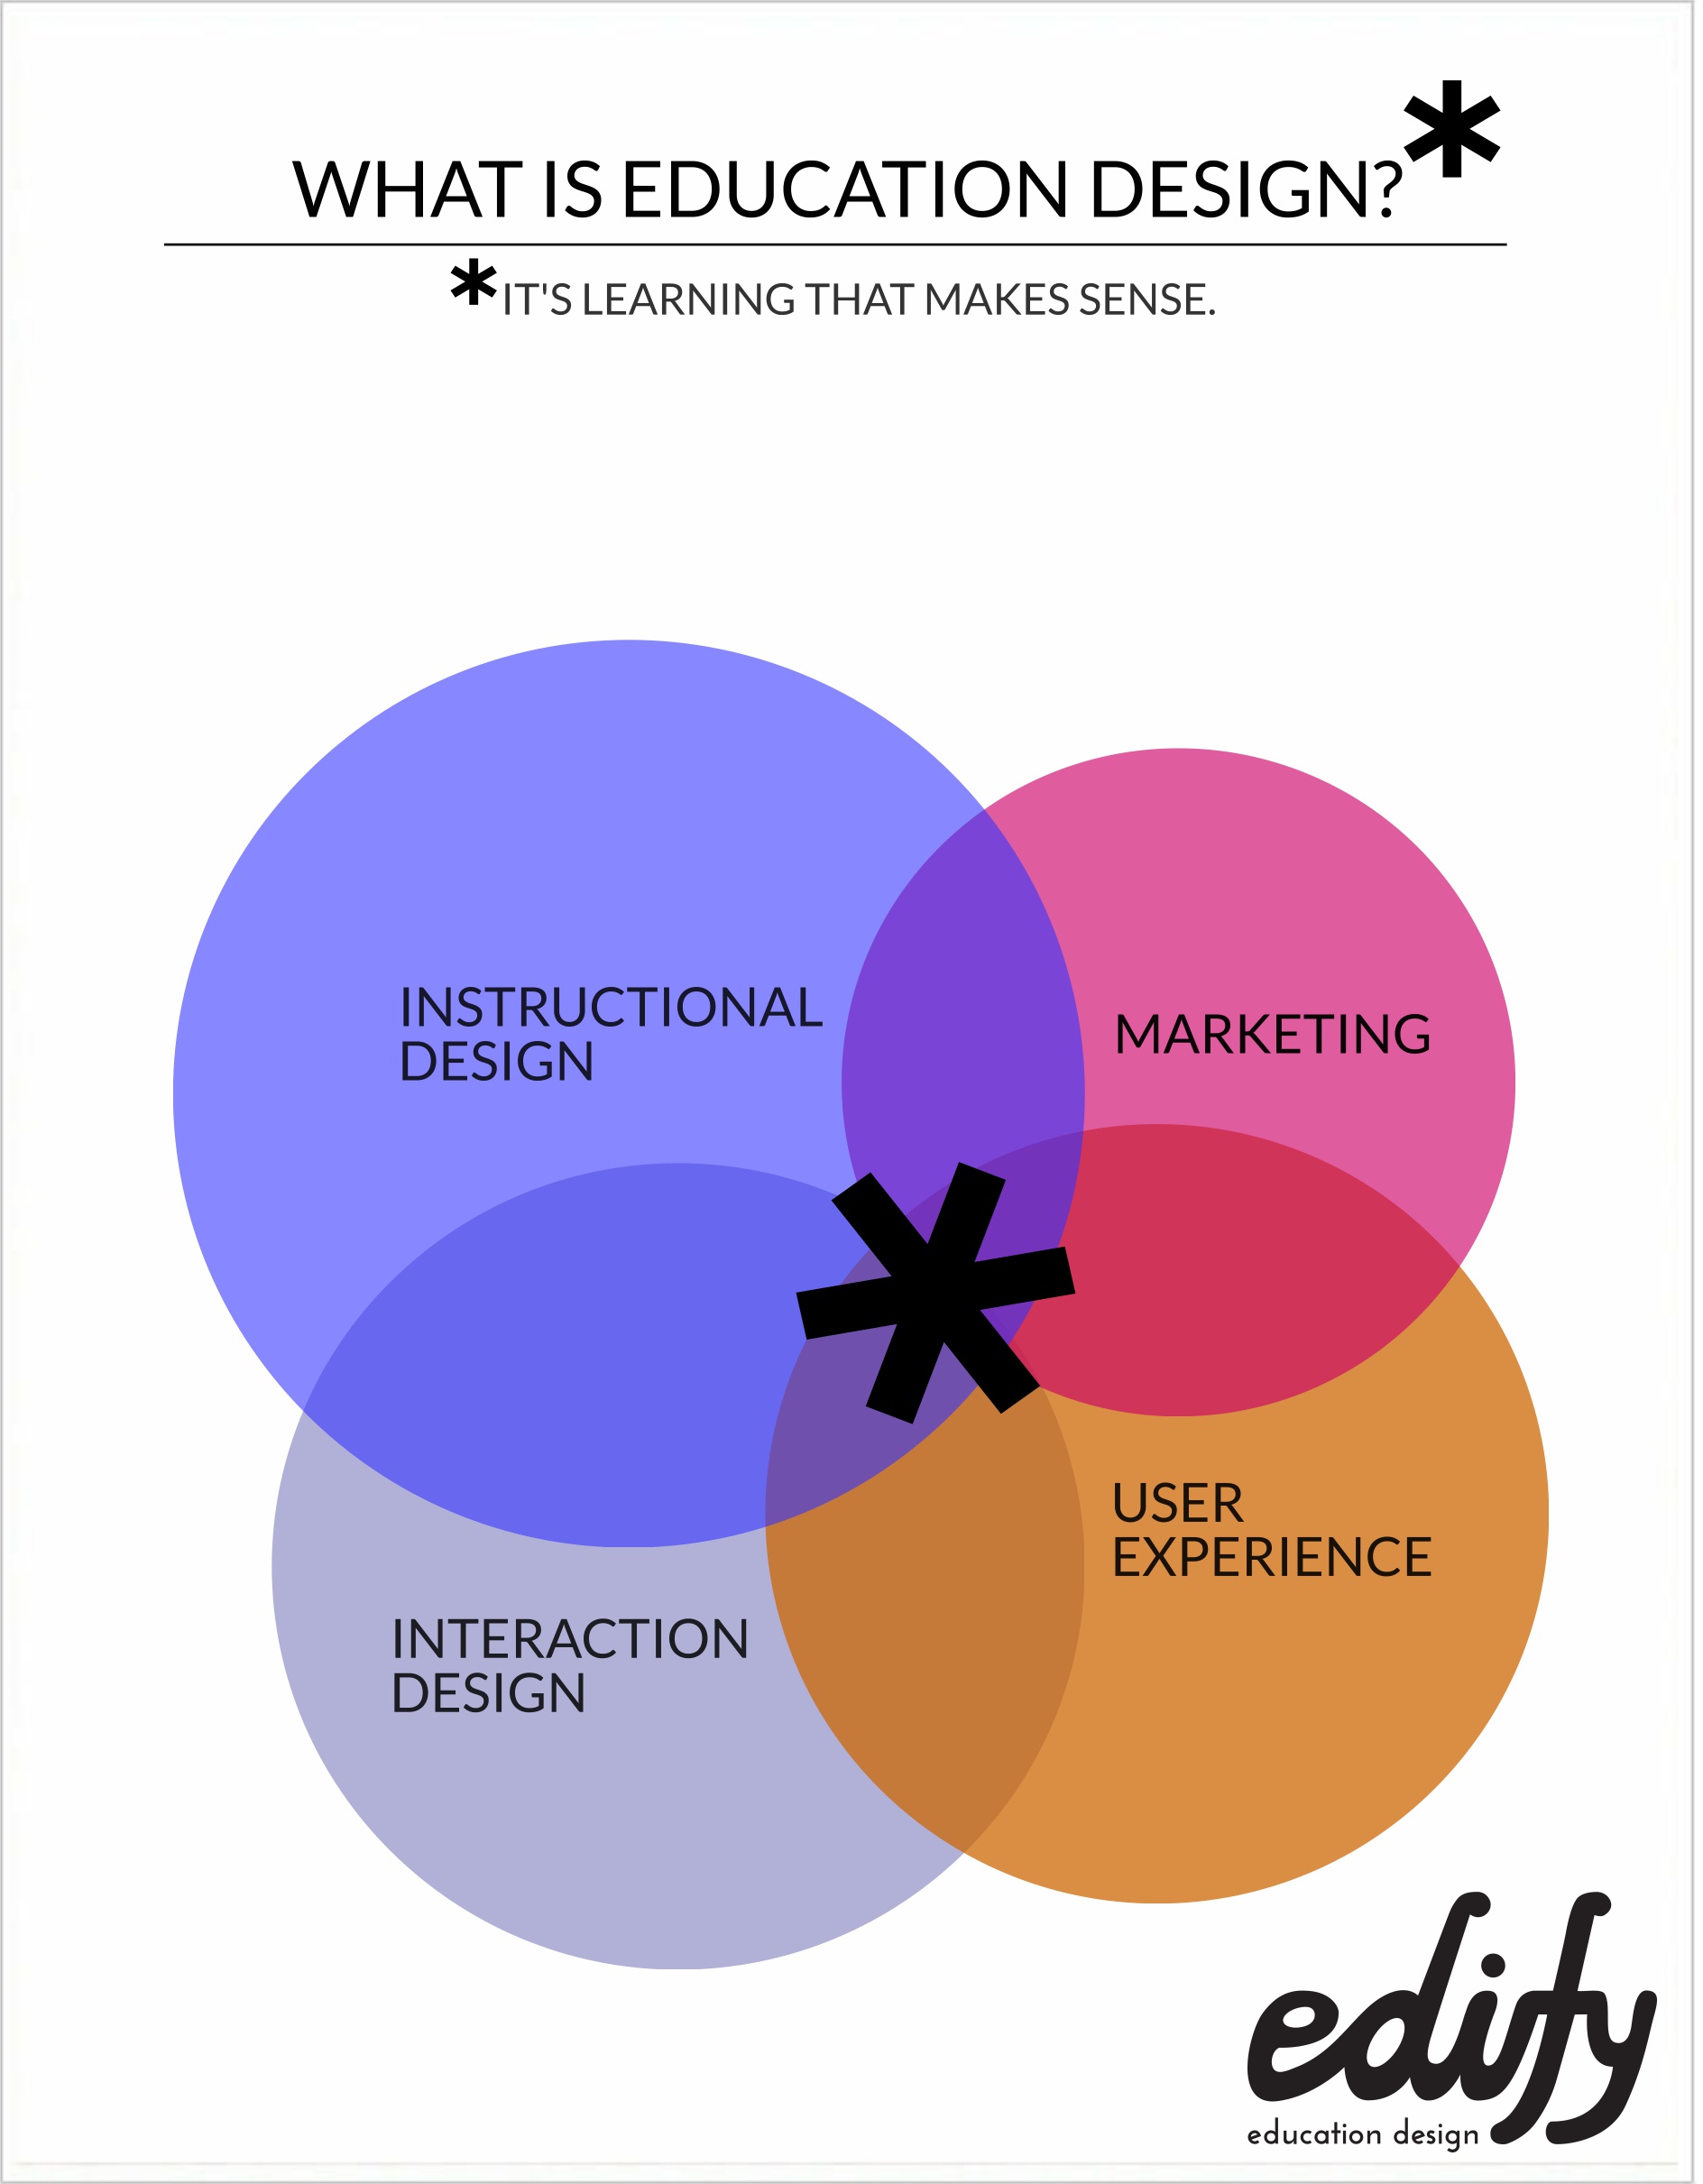 WHAT IS EDUCATION DESIGN?*
*IT'S LEARNING THAT MAKES SENSE.
INSTRUCTIONAL
DESIGN
MARKETING
*
USER
EXPERIENCE
INTERACTION
DESIGN
edify
education design